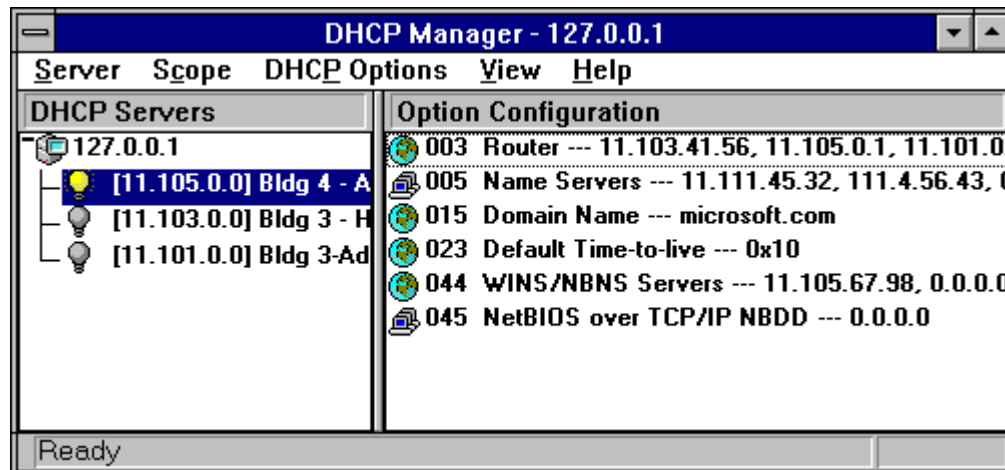 DHCP Manager - 127.0.0.1
Server Scope DHCP Options View Help
DHCP Servers
127.0.0.1
[11.105.0.0] Bldg 4 - A
[11.103.0.0] Bldg 3 - H
[11.101.0.0] Bldg 3-Ad
Option Configuration
003 Router --- 11.103.41.56, 11.105.0.1, 11.101.0
005 Name Servers --- 11.111.45.32, 111.4.56.43,
015 Domain Name --- microsoft.com
023 Default Time-to-live --- 0x10
044 WINS/NBNS Servers --- 11.105.67.98, 0.0.0.0
045 NetBIOS over TCP/IP NBDD --- 0.0.0.0
Ready